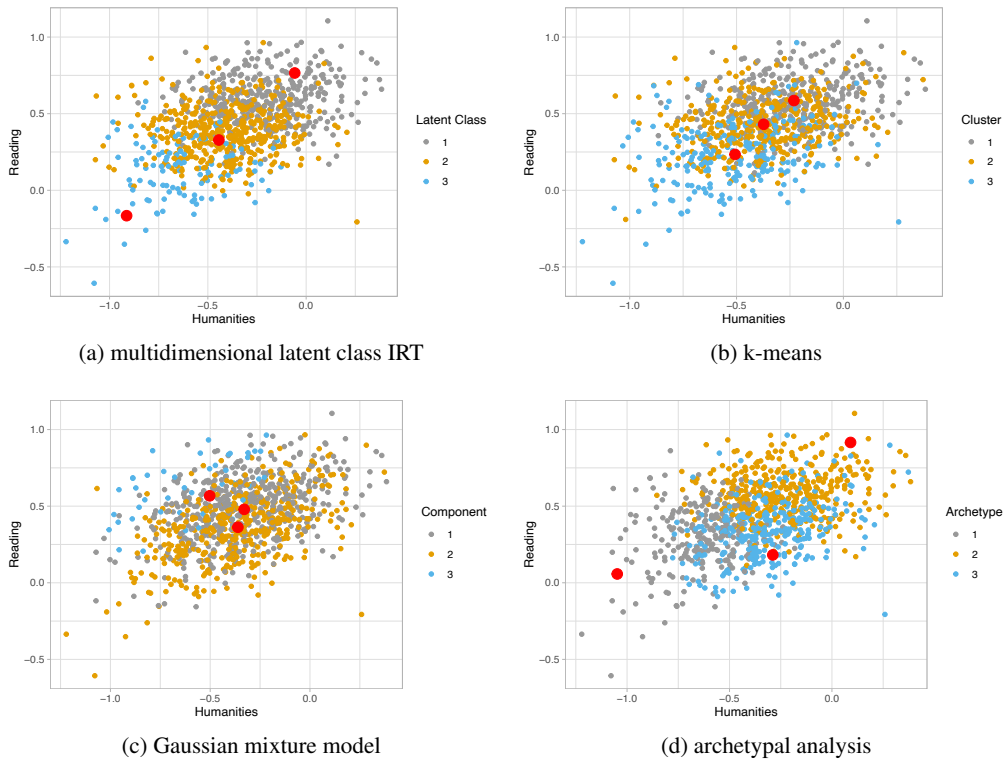 1.0
0.5
0.0
−0.5
Reading
−1.0 −0.5 0.0
Humanities
Latent Class
1
2
3
(a) multidimensional latent class IRT
1.0
0.5
0.0
−0.5
Reading
−1.0 −0.5 0.0
Humanities
Cluster
1
2
3
(b) k-means
1.0
0.5
0.0
−0.5
Reading
−1.0 −0.5 0.0
Humanities
Component
1
2
3
(c) Gaussian mixture model
1.0
0.5
0.0
−0.5
Reading
−1.0 −0.5 0.0
Humanities
Archetype
1
2
3
(d) archetypal analysis